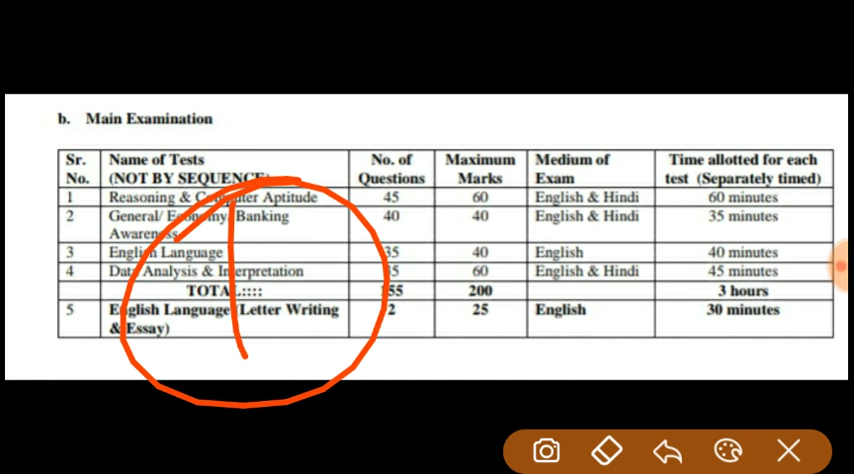 b. Main Examination
Sr. No. Name of Tests (NOT BY SEQUENCE) No. of Questions Maximum Marks Medium of Exam Time allotted for each test (Separately timed)
1 Reasoning & Computer Aptitude 45 60 English & Hindi 60 minutes
2 General/ Economy/ Banking Awareness 40 40 English & Hindi 35 minutes
3 English Language 35 40 English 40 minutes
4 Data Analysis & Interpretation 35 60 English & Hindi 45 minutes
TOTAL:::: 155 200 3 hours
5 English Language (Letter Writing & Essay) 2 25 English 30 minutes